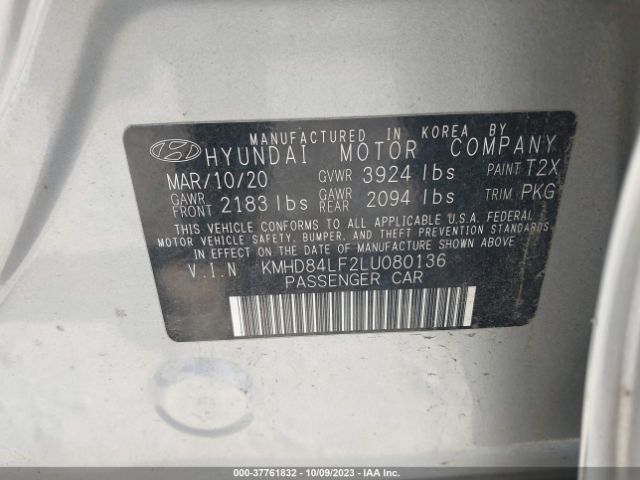 MANUFACTURED IN KOREA BY
HYUNDAI MOTOR COMPANY
MAR/10/20 GVWR 3924 lbs PAINT T2X
GAWR FRONT 2183 lbs GAWR REAR 2094 lbs TRIM PKG
THIS VEHICLE CONFORMS TO ALL APPLICABLE U.S.A. FEDERAL
MOTOR VEHICLE SAFETY, BUMPER, AND THEFT PREVENTION STANDARDS
IN EFFECT ON THE DATE OF MANUFACTURE SHOWN ABOVE.
V.I.N KMHD84LF2LU080136
PASSENGER CAR
000-37761832 - 10/09/2023 - IAA Inc.